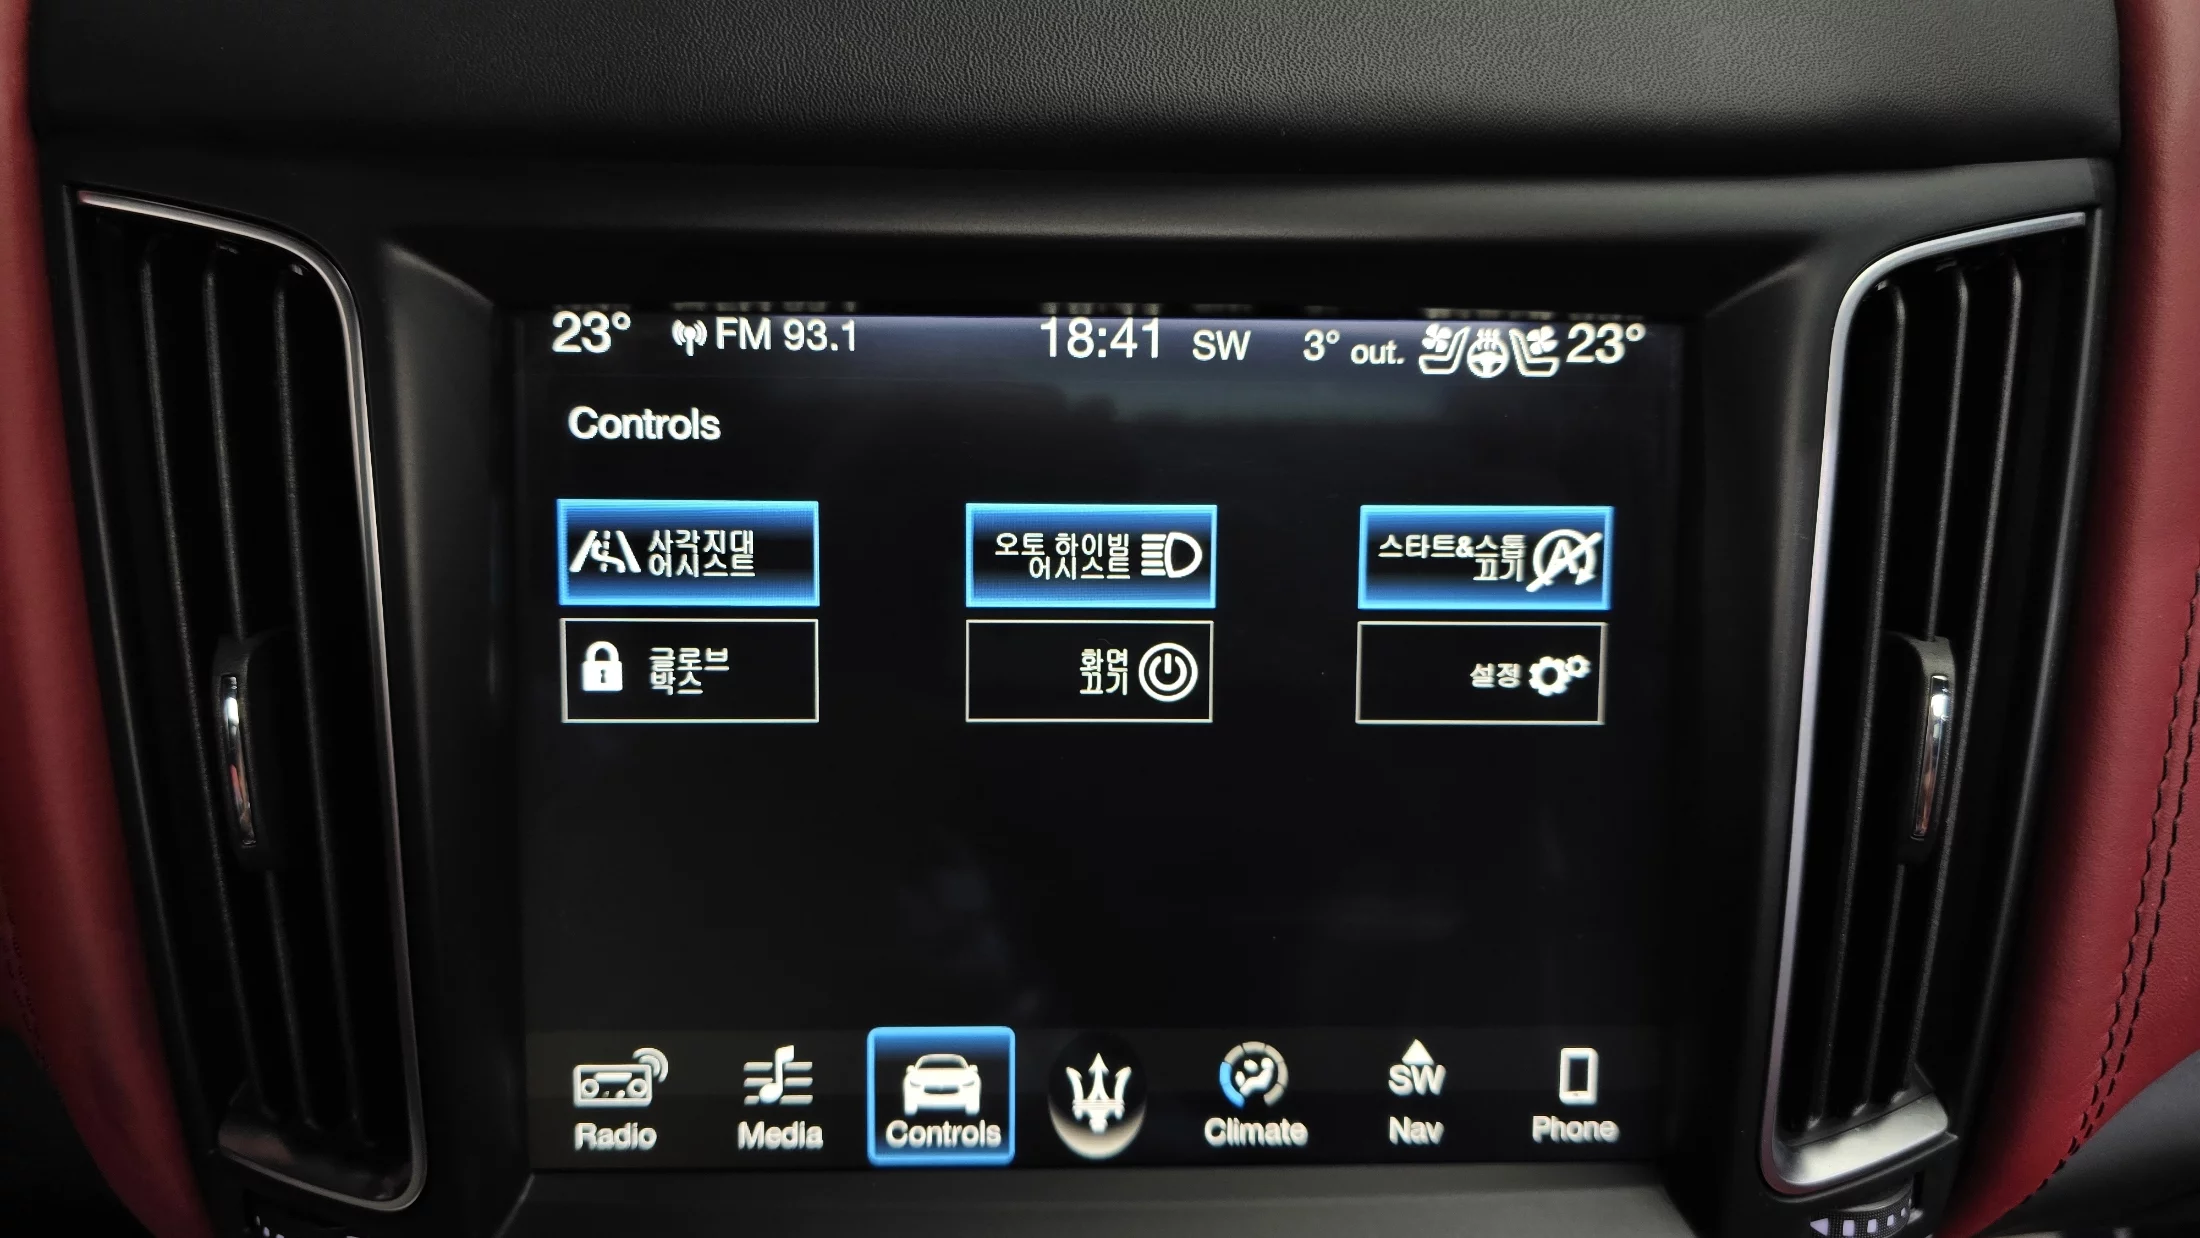 23° FM 93.1 18:41 SW 3° out. 23°
Controls
사각지대
어시스트
오토 하이빔
어시스트
스타트&스톱
끄기
글로브
박스
화면
끄기
설정
SW
Radio Media Controls Climate Nav Phone